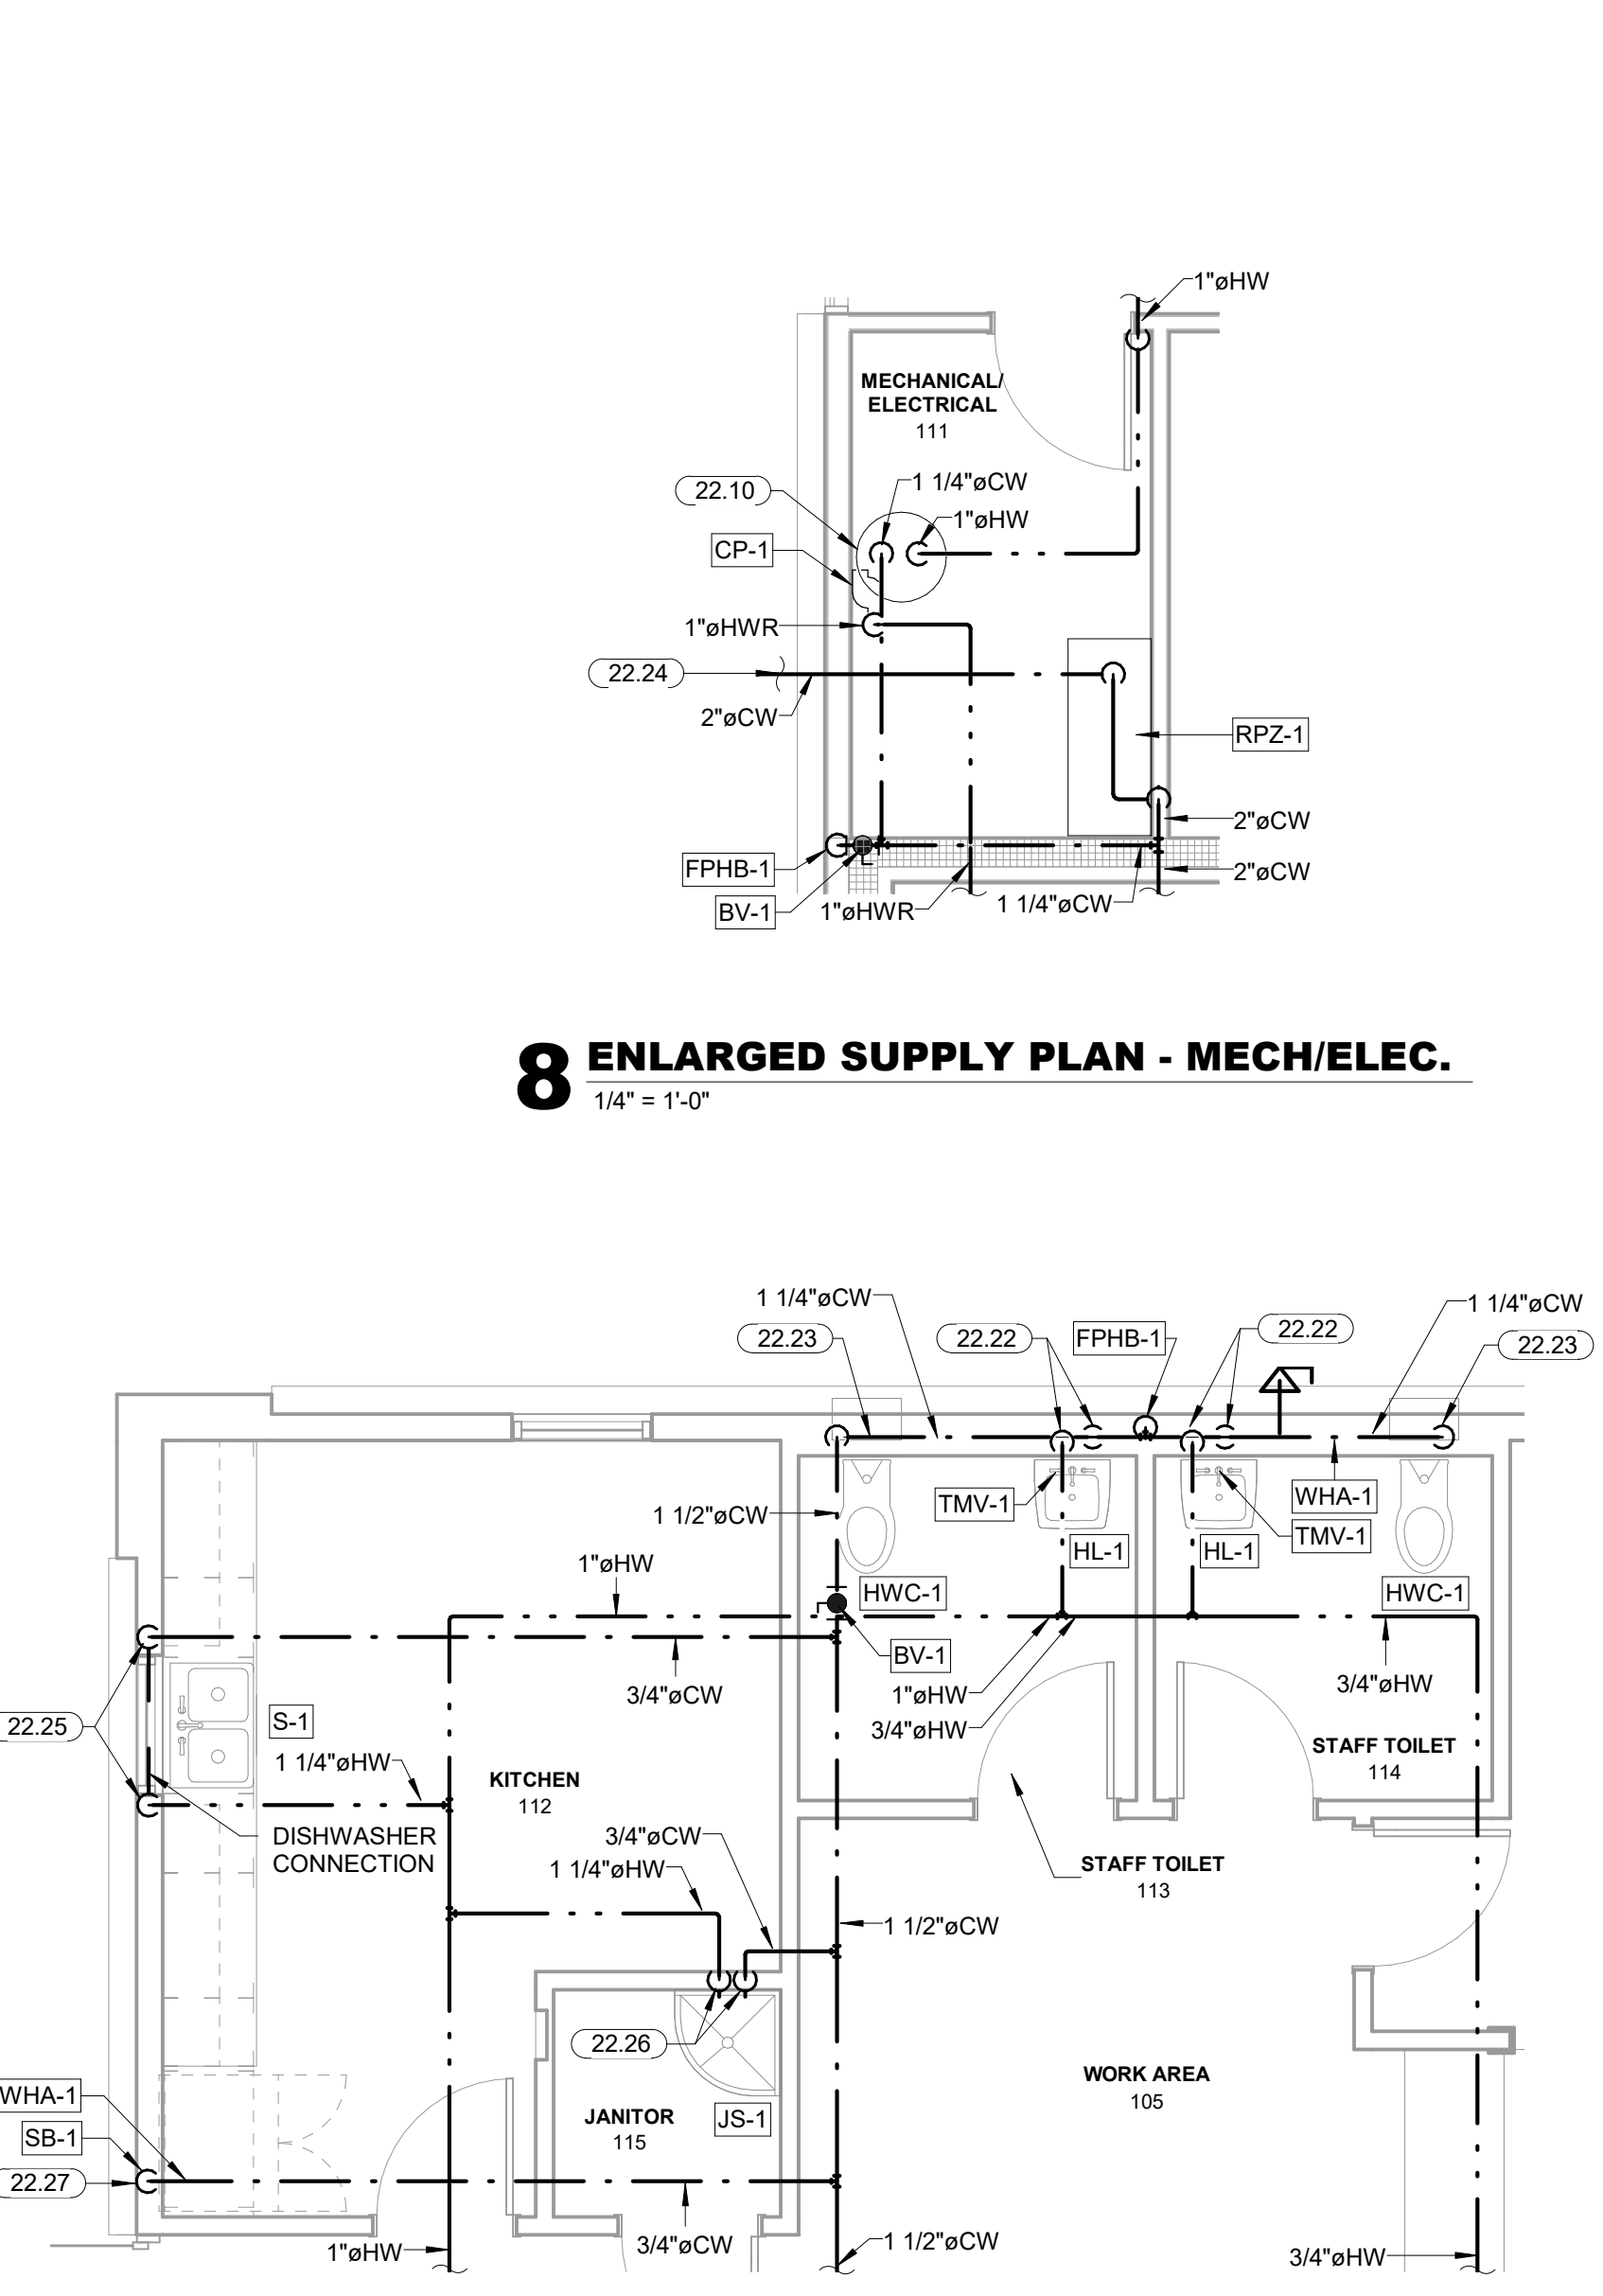 1"øHW
MECHANICAL/
ELECTRICAL
111
22.10
1 1/4"øCW
1"øHW
CP-1
1"øHWR
22.24
2"øCW
RPZ-1
2"øCW
FPHB-1
2"øCW
BV-1
1"øHWR
1 1/4"øCW
8 ENLARGED SUPPLY PLAN - MECH/ELEC.
1/4" = 1'-0"
1 1/4"øCW
1 1/4"øCW
22.23
22.22
FPHB-1
22.22
22.23
1 1/2"øCW
TMV-1
WHA-1
TMV-1
HL-1
HL-1
1"øHW
HWC-1
HWC-1
BV-1
3/4"øCW
1"øHW
3/4"øHW
3/4"øHW
22.25
S-1
1 1/4"øHW
KITCHEN
112
STAFF TOILET
114
DISHWASHER
CONNECTION
3/4"øCW
1 1/4"øHW
STAFF TOILET
113
1 1/2"øCW
22.26
WORK AREA
105
WHA-1
SB-1
22.27
JANITOR
115
JS-1
1"øHW
3/4"øCW
1 1/2"øCW
3/4"øHW